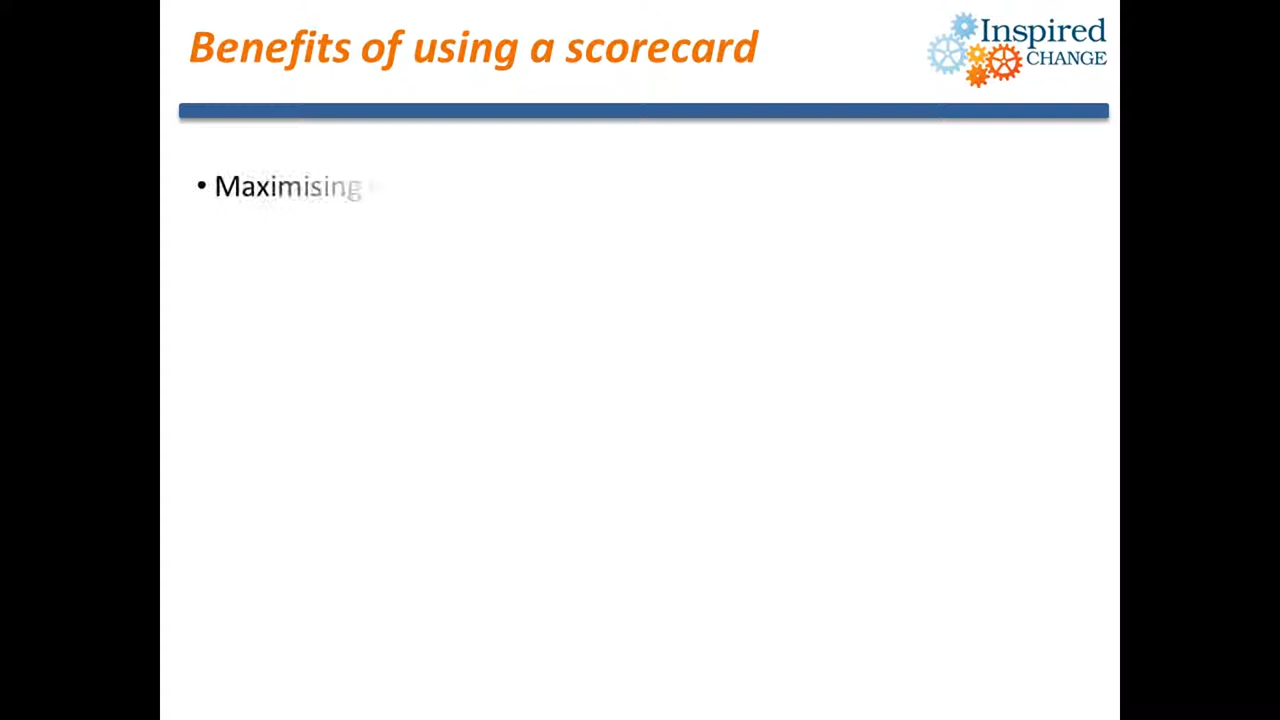 Benefits of using a scorecard
Inspired
CHANGE
• Maximising